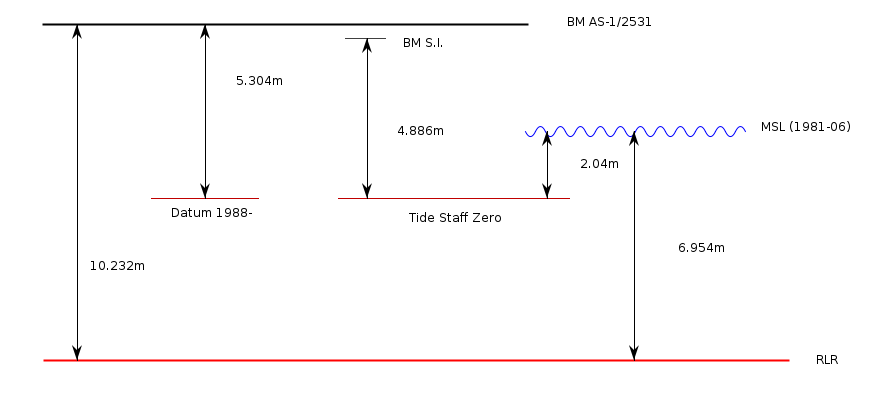 BM AS-1/2531
BM S.I.
5.304m
4.886m
MSL (1981-06)
2.04m
Datum 1988-
Tide Staff Zero
6.954m
10.232m
RLR